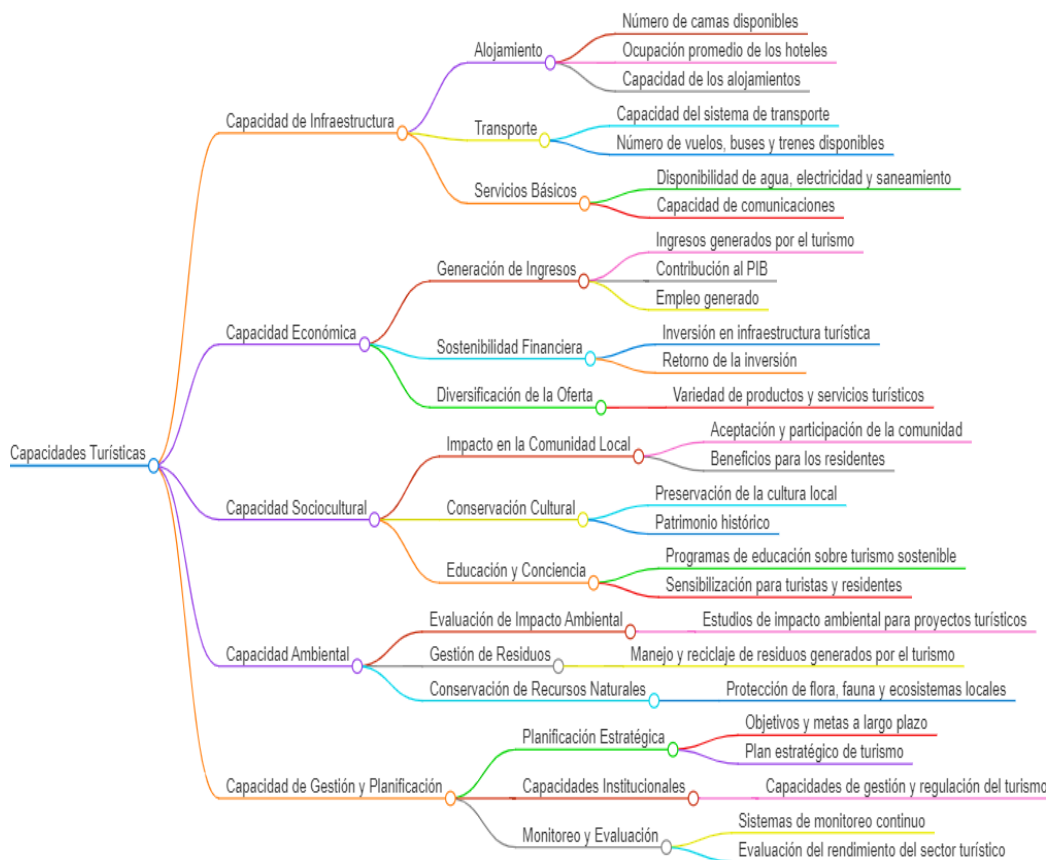 Capacidades Turísticas
Capacidad de Infraestructura
Alojamiento
Número de camas disponibles
Ocupación promedio de los hoteles
Capacidad de los alojamientos
Transporte
Capacidad del sistema de transporte
Número de vuelos, buses y trenes disponibles
Servicios Básicos
Disponibilidad de agua, electricidad y saneamiento
Capacidad de comunicaciones
Capacidad Económica
Generación de Ingresos
Ingresos generados por el turismo
Contribución al PIB
Empleo generado
Sostenibilidad Financiera
Inversión en infraestructura turística
Retorno de la inversión
Diversificación de la Oferta
Variedad de productos y servicios turísticos
Capacidad Sociocultural
Impacto en la Comunidad Local
Aceptación y participación de la comunidad
Beneficios para los residentes
Conservación Cultural
Preservación de la cultura local
Patrimonio histórico
Educación y Conciencia
Programas de educación sobre turismo sostenible
Sensibilización para turistas y residentes
Capacidad Ambiental
Evaluación de Impacto Ambiental
Estudios de impacto ambiental para proyectos turísticos
Gestión de Residuos
Manejo y reciclaje de residuos generados por el turismo
Conservación de Recursos Naturales
Protección de flora, fauna y ecosistemas locales
Capacidad de Gestión y Planificación
Planificación Estratégica
Objetivos y metas a largo plazo
Plan estratégico de turismo
Capacidades Institucionales
Capacidades de gestión y regulación del turismo
Monitoreo y Evaluación
Sistemas de monitoreo continuo
Evaluación del rendimiento del sector turístico